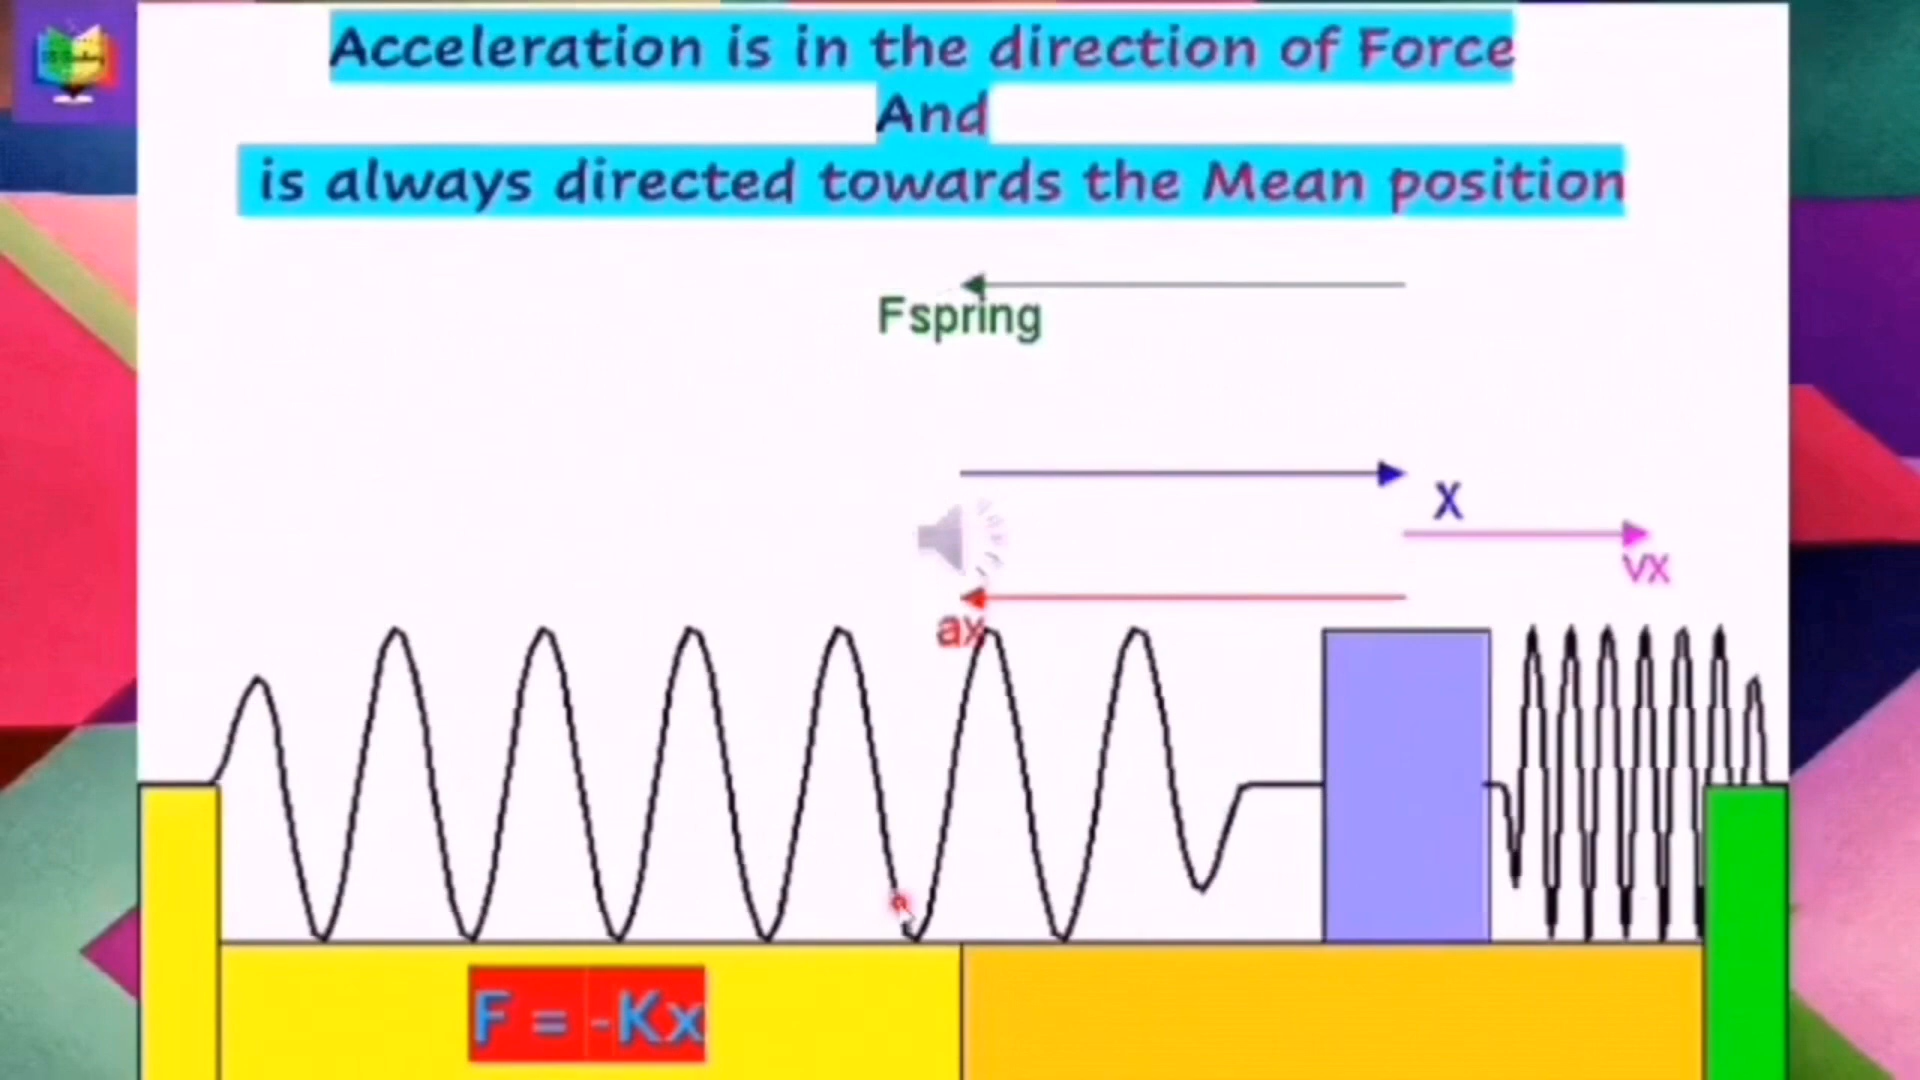 Acceleration is in the direction of Force
And
is always directed towards the Mean position
Fspring
X
vx
ax
F = -Kx